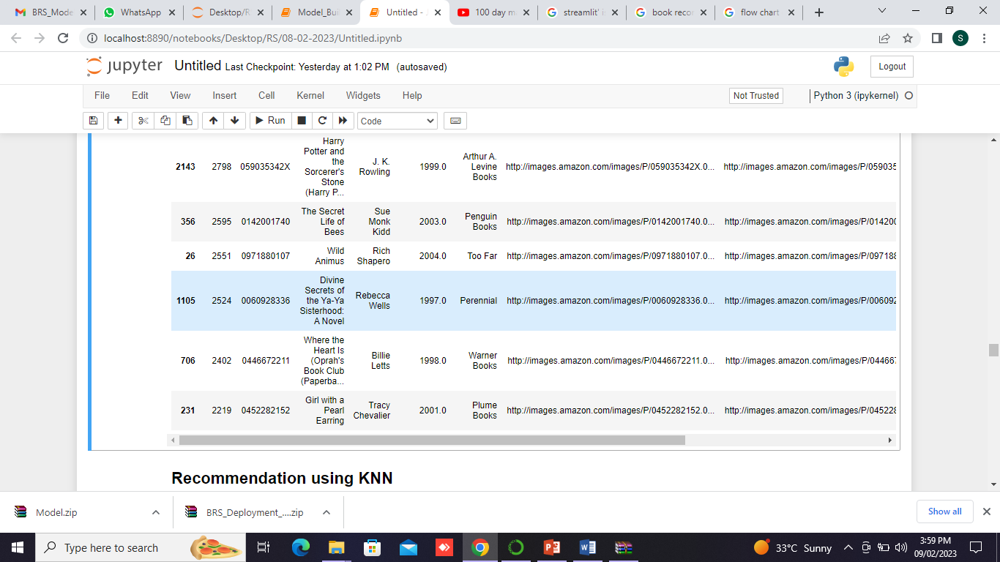 BRS_Mode
WhatsApp
Desktop/R
Model_Bui
Untitled - J
100 day m
streamlit' i
book recor
flow chart
localhost:8890/notebooks/Desktop/RS/08-02-2023/Untitled.ipynb
S
jupyter Untitled Last Checkpoint: Yesterday at 1:02 PM (autosaved)
Logout
File Edit View Insert Cell Kernel Widgets Help
Not Trusted
Python 3 (ipykernel)
Run
Code
2143 2798 059035342X
Harry
Potter and
the
Sorcerer's
Stone
(Harry P...
J. K.
Rowling
1999.0
Arthur A.
Levine
Books
http://images.amazon.com/images/P/059035342X.0...
http://images.amazon.com/images/P/059035
356 2595 0142001740
The Secret
Life of
Bees
Sue
Monk
Kidd
2003.0
Penguin
Books
http://images.amazon.com/images/P/0142001740.0...
http://images.amazon.com/images/P/01420
26 2551 0971880107
Wild
Animus
Rich
Shapero
2004.0
Too Far
http://images.amazon.com/images/P/0971880107.0...
http://images.amazon.com/images/P/09718
1105 2524 0060928336
Divine
Secrets of
the Ya-Ya
Sisterhood:
A Novel
Rebecca
Wells
1997.0
Perennial
http://images.amazon.com/images/P/0060928336.0...
http://images.amazon.com/images/P/006092
706 2402 0446672211
Where the
Heart Is
(Oprah's
Book Club
(Paperba...
Billie
Letts
1998.0
Warner
Books
http://images.amazon.com/images/P/0446672211.0...
http://images.amazon.com/images/P/04466
231 2219 0452282152
Girl with a
Pearl
Earring
Tracy
Chevalier
2001.0
Plume
Books
http://images.amazon.com/images/P/0452282152.0...
http://images.amazon.com/images/P/04522
Recommendation using KNN
Model.zip
BRS_Deployment_....zip
Show all
Type here to search
33°C Sunny
3:59 PM
09/02/2023